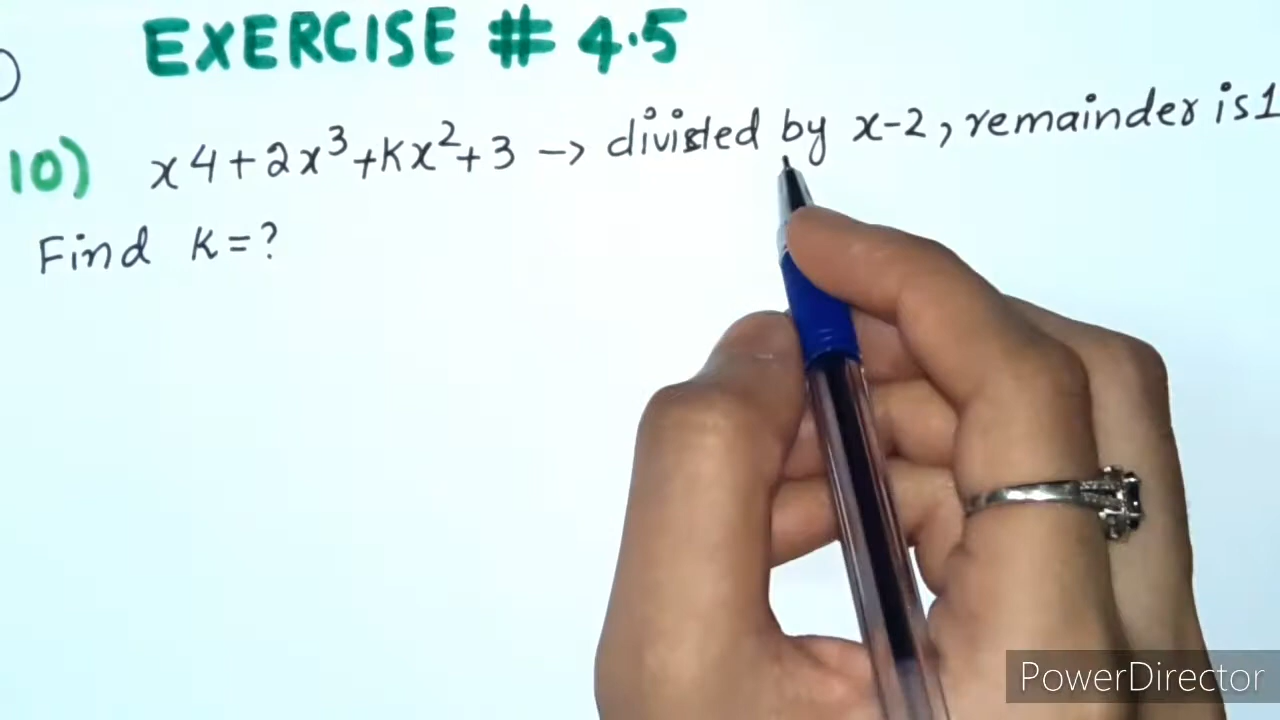 EXERCISE # 4.5
10) x4+2x³+kx²+3 -> divided by x-2, remainder is 1
Find k=?
PowerDirector